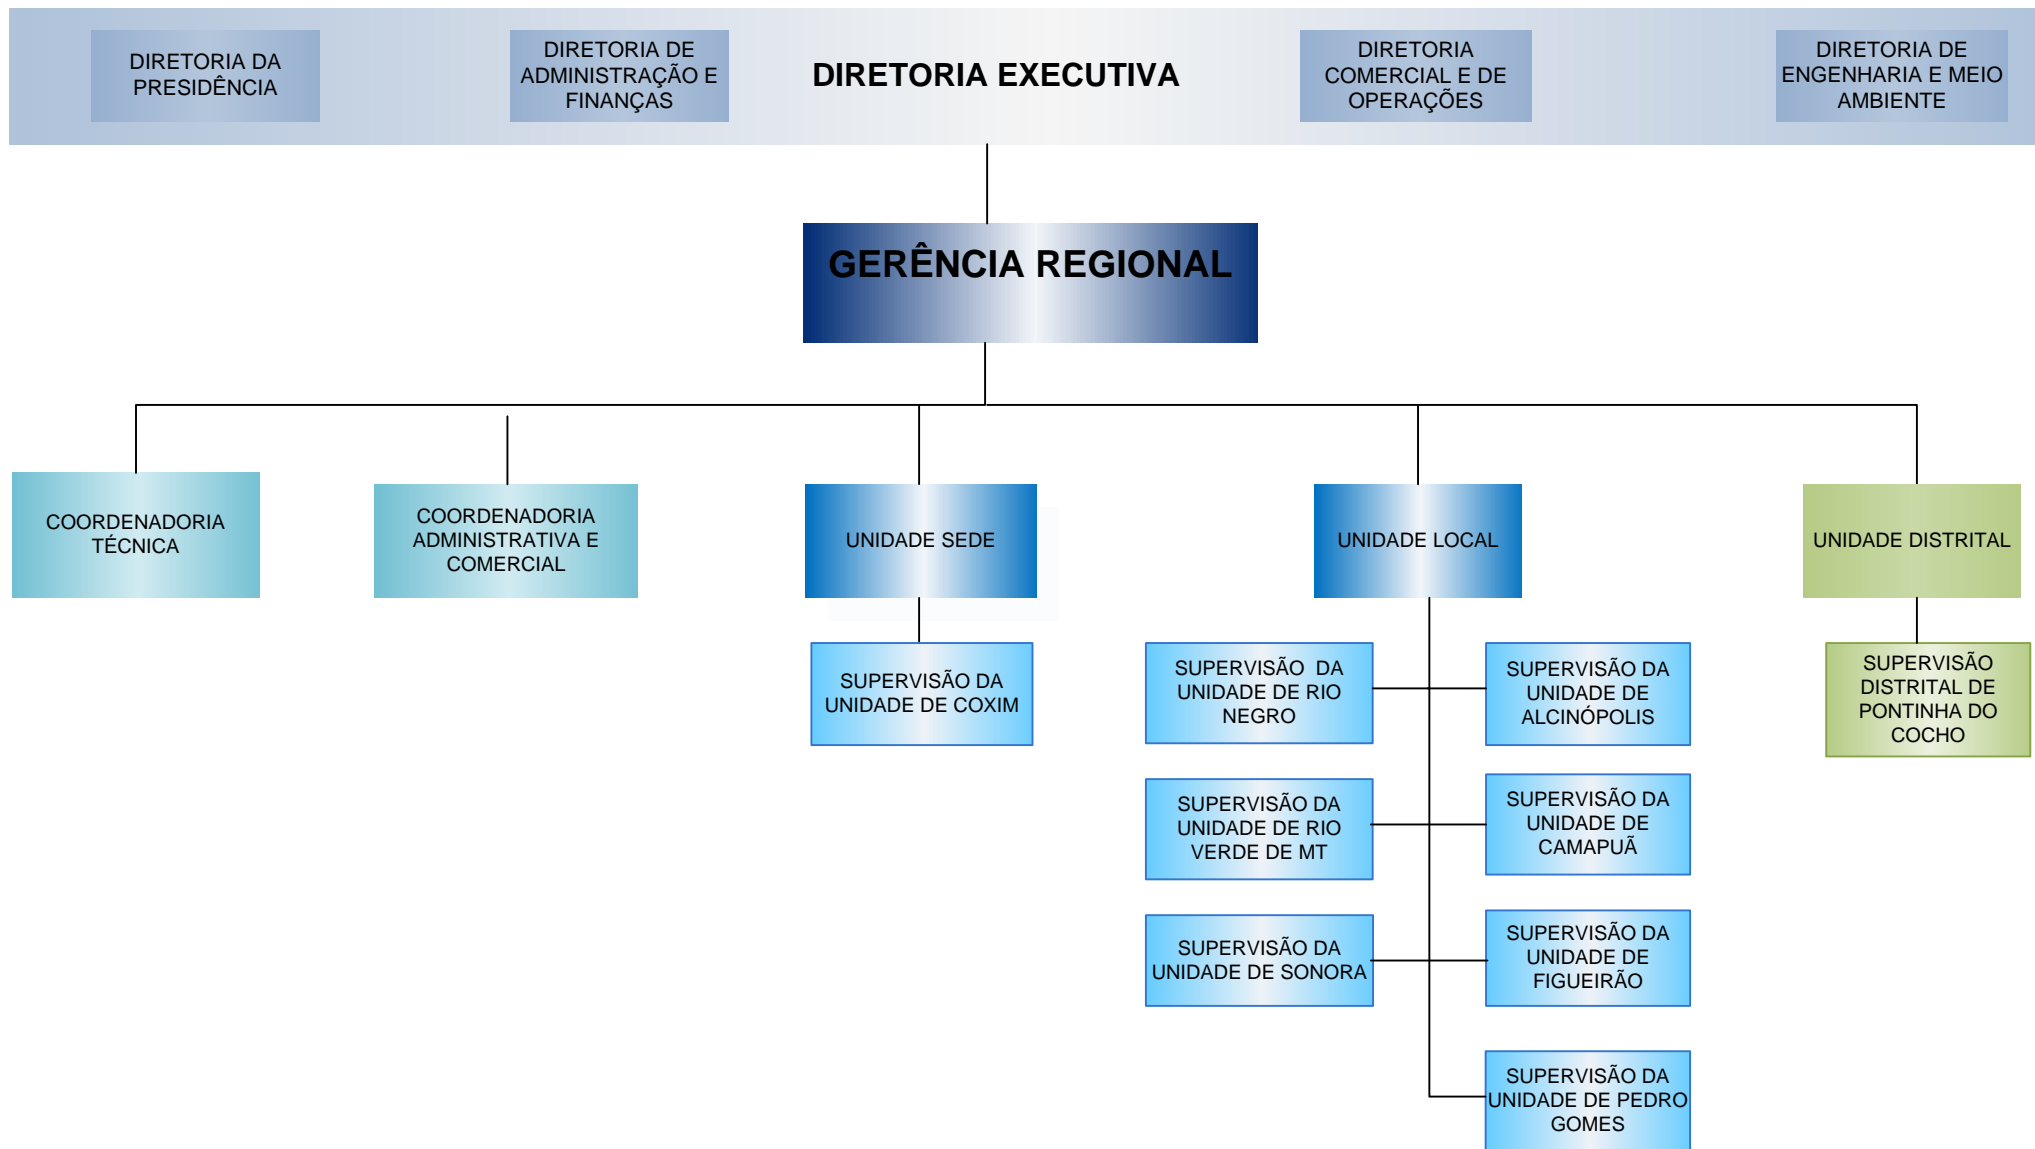 DIRETORIA DA
PRESIDÊNCIA
DIRETORIA DE
ADMINISTRAÇÃO E
FINANÇAS
DIRETORIA EXECUTIVA
DIRETORIA
COMERCIAL E DE
OPERAÇÕES
DIRETORIA DE
ENGENHARIA E MEIO
AMBIENTE
GERÊNCIA REGIONAL
COORDENADORIA
TÉCNICA
COORDENADORIA
ADMINISTRATIVA E
COMERCIAL
UNIDADE SEDE
UNIDADE LOCAL
UNIDADE DISTRITAL
SUPERVISÃO DA
UNIDADE DE COXIM
SUPERVISÃO DA
UNIDADE DE RIO
NEGRO
SUPERVISÃO DA
UNIDADE DE
ALCINÓPOLIS
SUPERVISÃO
DISTRITAL DE
PONTINHA DO
COCHO
SUPERVISÃO DA
UNIDADE DE RIO
VERDE DE MT
SUPERVISÃO DA
UNIDADE DE
CAMAPUÃ
SUPERVISÃO DA
UNIDADE DE SONORA
SUPERVISÃO DA
UNIDADE DE
FIGUEIRÃO
SUPERVISÃO DA
UNIDADE DE PEDRO
GOMES